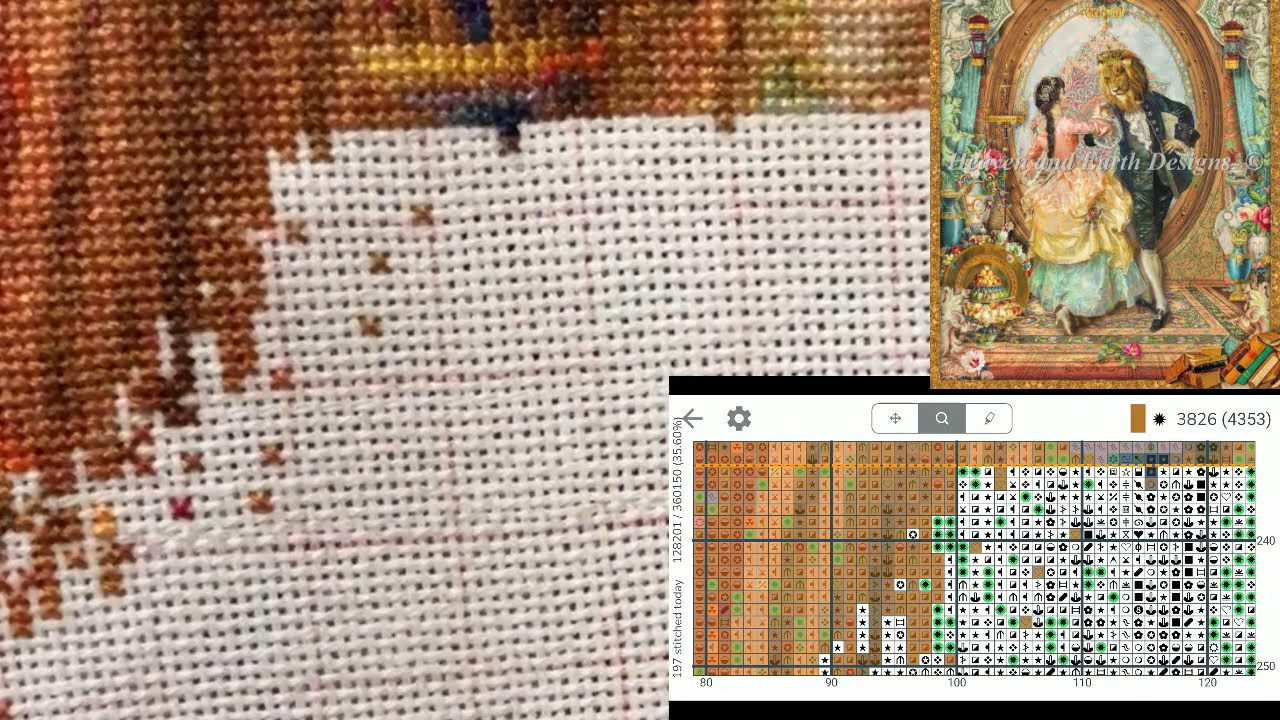 Heaven and Earth Designs ©
3826 (4353)
197 stitched today 128201 / 360150 (35.60%)
240
250
80 90 100 110 120